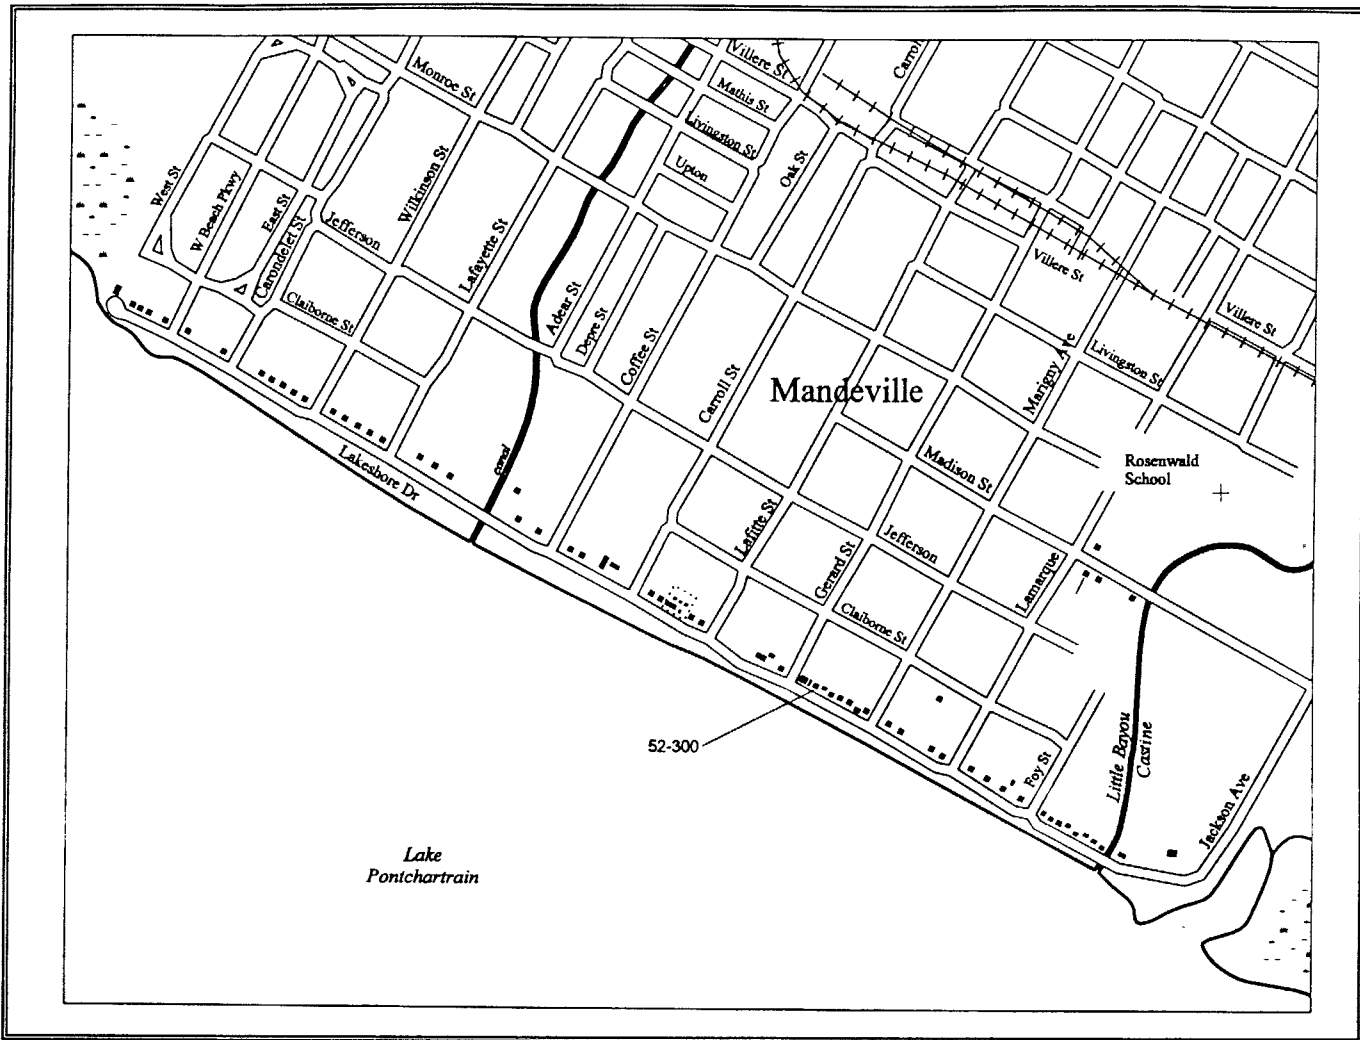 Villere St
Carroll
Monroe St
Mathis St
Livingston St
Upton
Oak St
West St
W Beach Pkwy
East St
Carondelet St
Jefferson
Wilkinson St
Lafayette St
Claiborne St
Adear St
Depre St
Coffee St
Carroll St
Villere St
Villere St
Livingston St
Marigny Ave
Mandeville
Madison St
Rosenwald
School
Lakeshore Dr
canal
Lafitte St
Gerard St
Jefferson
Lamarque
Claiborne St
52-300
Foy St
Little Bayou
Castine
Jackson Ave
Lake
Pontchartrain